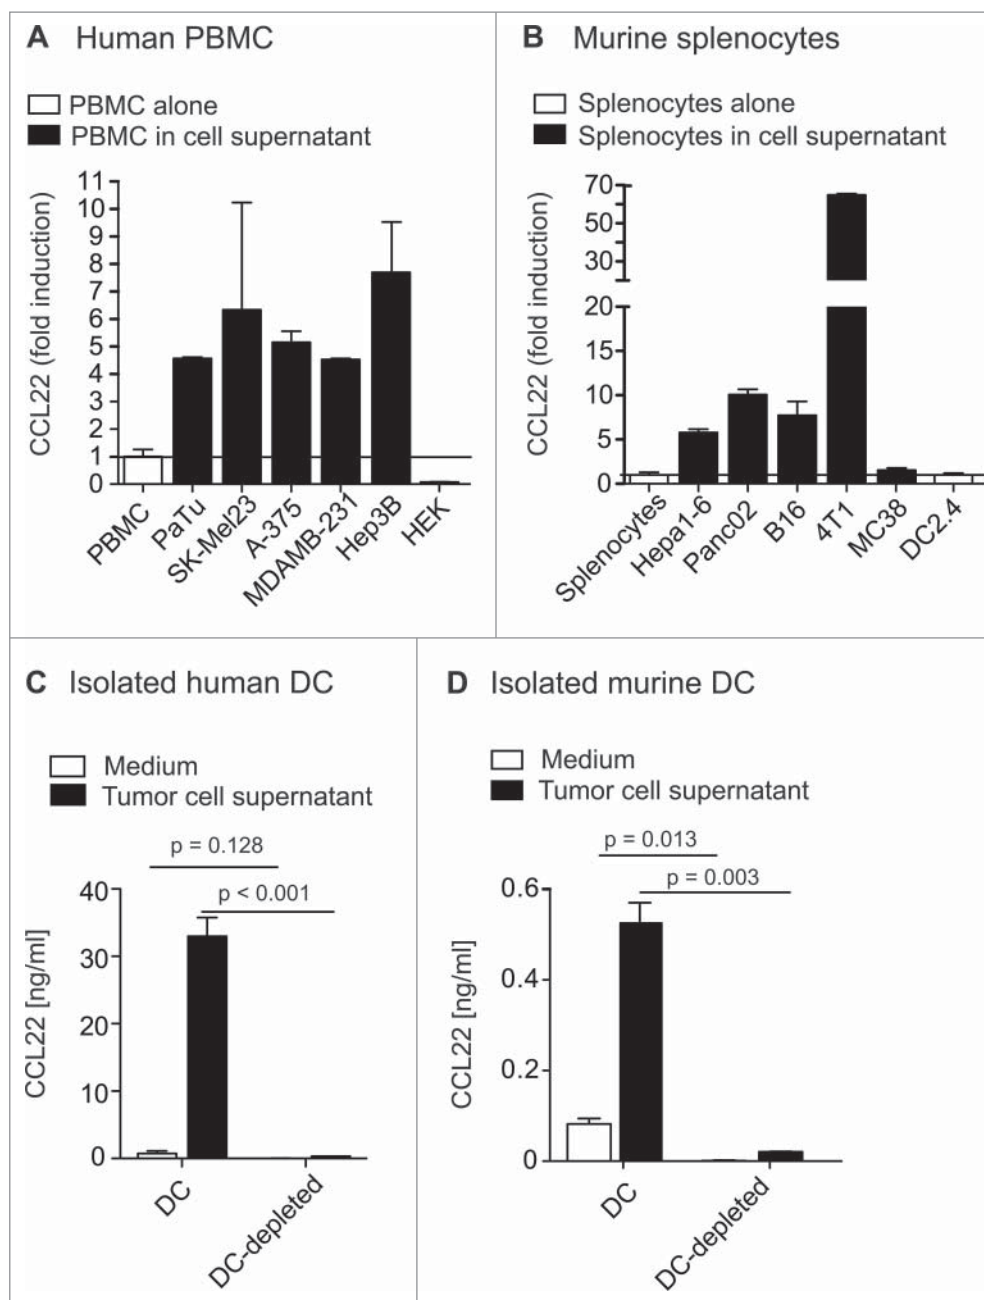 A Human PBMC
PBMC alone
PBMC in cell supernatant
CCL22 (fold induction)
11
10
9
8
7
6
5
4
3
2
1
0
PBMC
PaTu
SK-Mel23
A-375
MDAMB-231
Hep3B
HEK
B Murine splenocytes
Splenocytes alone
Splenocytes in cell supernatant
CCL22 (fold induction)
70
50
30
20
10
5
0
Splenocytes
Hepa1-6
Panc02
B16
4T1
MC38
DC2.4
C Isolated human DC
Medium
Tumor cell supernatant
p = 0.128
p < 0.001
CCL22 [ng/ml]
40
30
20
10
0
DC
DC-depleted
D Isolated murine DC
Medium
Tumor cell supernatant
p = 0.013
p = 0.003
CCL22 [ng/ml]
0.6
0.4
0.2
0
DC
DC-depleted